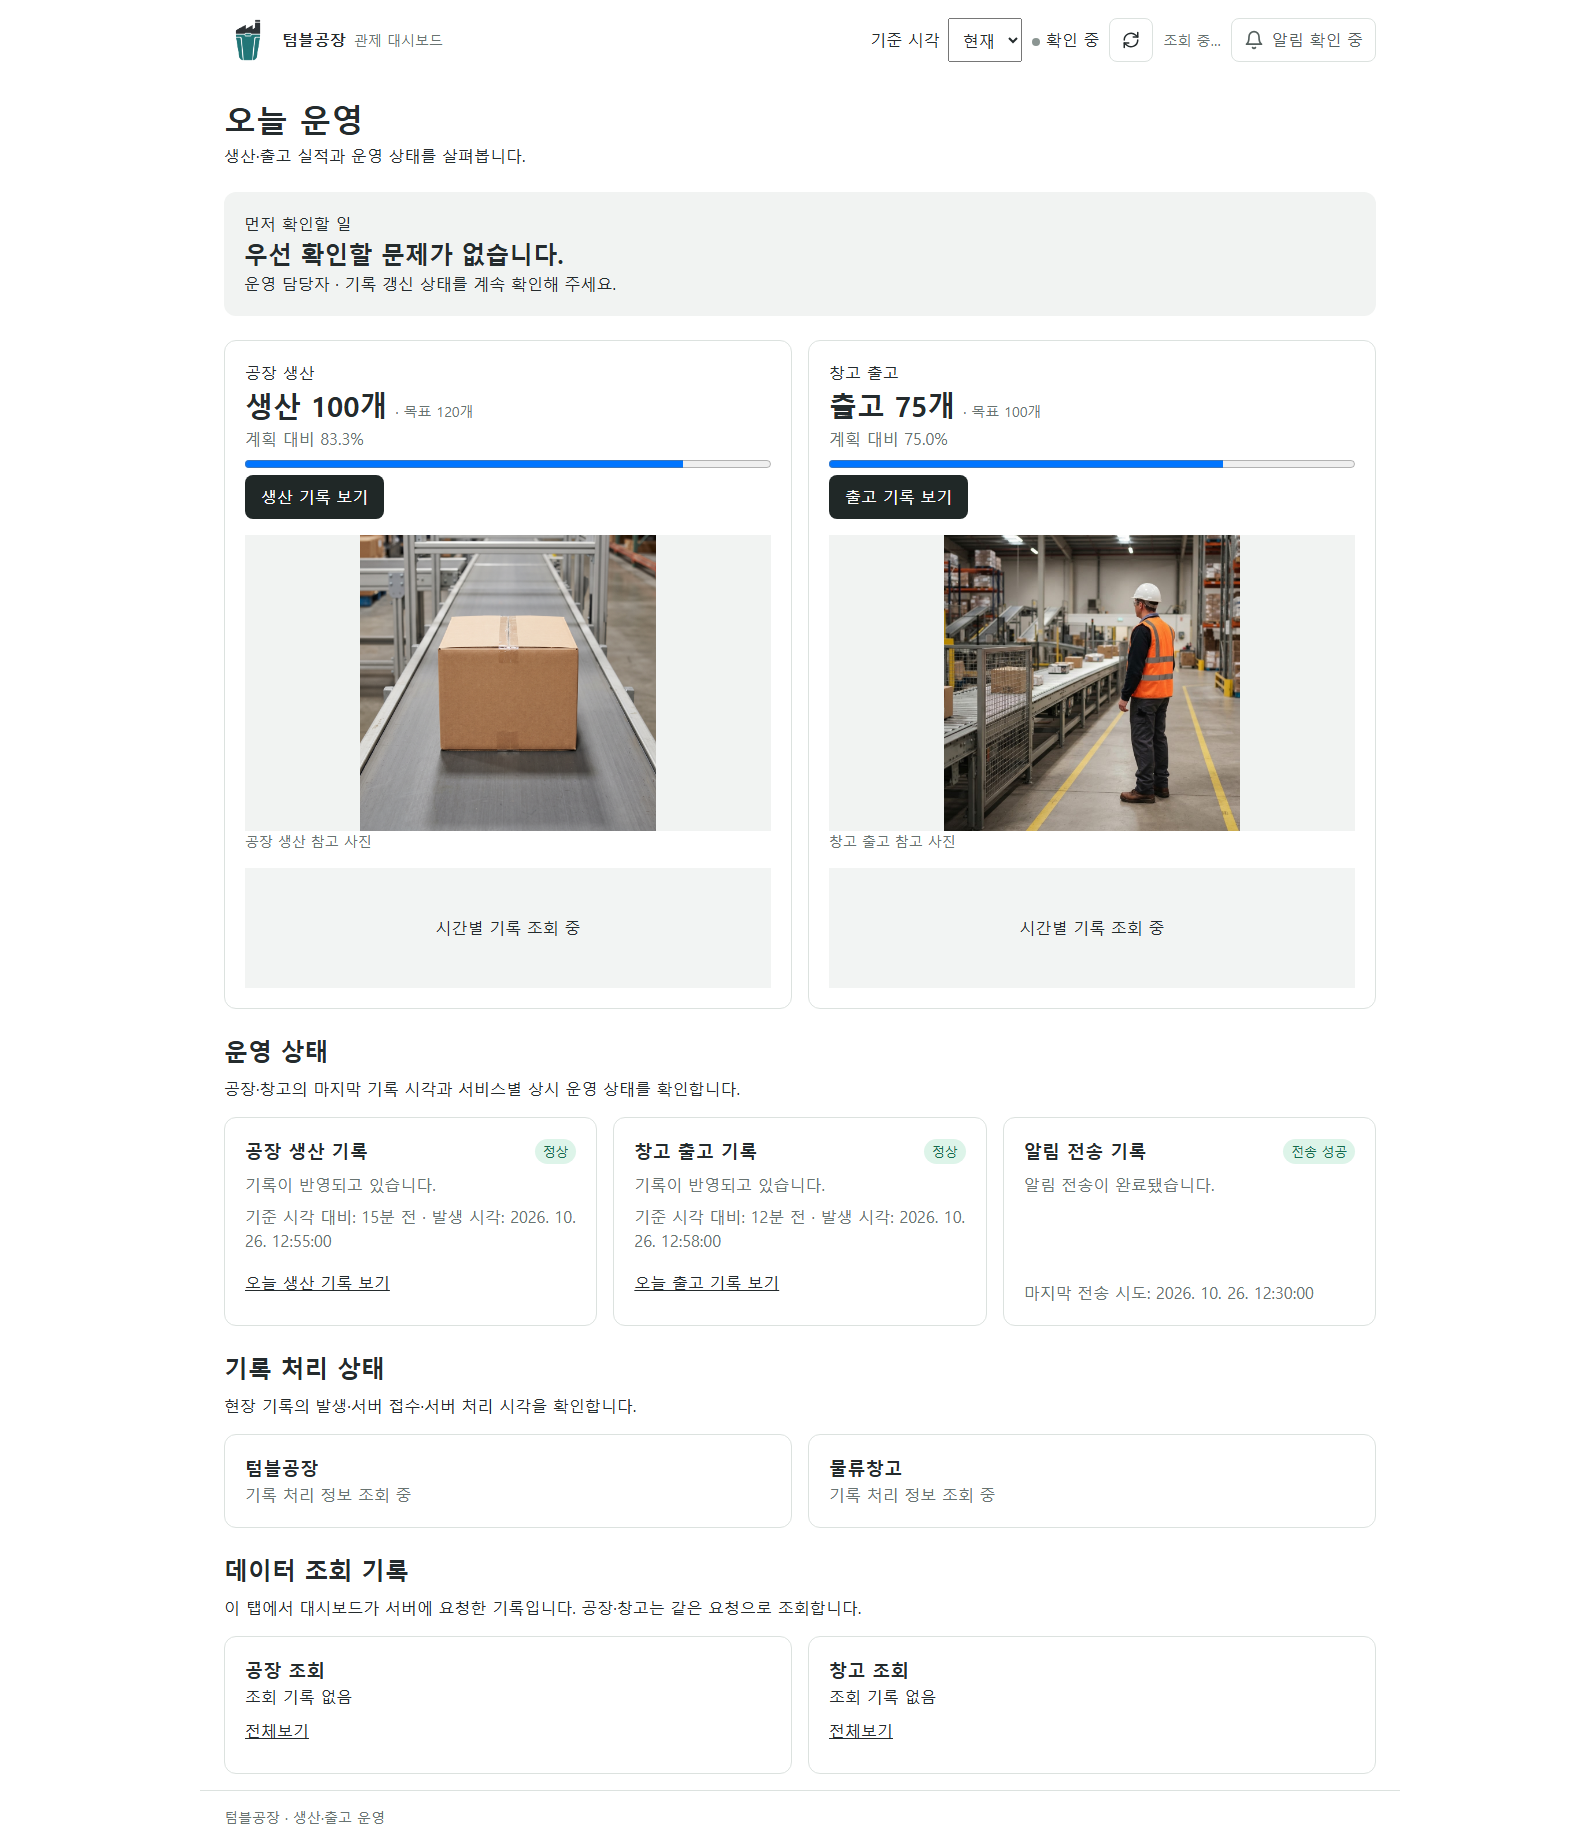 텀블공장 관제 대시보드
기준 시각 현재 확인 중 조회 중... 알림 확인 중
오늘 운영
생산·출고 실적과 운영 상태를 살펴봅니다.
먼저 확인할 일
우선 확인할 문제가 없습니다.
운영 담당자 · 기록 갱신 상태를 계속 확인해 주세요.
공장 생산
생산 100개 · 목표 120개
계획 대비 83.3%
생산 기록 보기
공장 생산 참고 사진
시간별 기록 조회 중
창고 출고
출고 75개 · 목표 100개
계획 대비 75.0%
출고 기록 보기
창고 출고 참고 사진
시간별 기록 조회 중
운영 상태
공장·창고의 마지막 기록 시각과 서비스별 상시 운영 상태를 확인합니다.
공장 생산 기록 정상
기록이 반영되고 있습니다.
기준 시각 대비: 15분 전 · 발생 시각: 2026. 10.
26. 12:55:00
오늘 생산 기록 보기
창고 출고 기록 정상
기록이 반영되고 있습니다.
기준 시각 대비: 12분 전 · 발생 시각: 2026. 10.
26. 12:58:00
오늘 출고 기록 보기
알림 전송 기록 전송 성공
알림 전송이 완료됐습니다.
마지막 전송 시도: 2026. 10. 26. 12:30:00
기록 처리 상태
현장 기록의 발생·서버 접수·서버 처리 시각을 확인합니다.
텀블공장
기록 처리 정보 조회 중
물류창고
기록 처리 정보 조회 중
데이터 조회 기록
이 탭에서 대시보드가 서버에 요청한 기록입니다. 공장·창고는 같은 요청으로 조회합니다.
공장 조회
조회 기록 없음
전체보기
창고 조회
조회 기록 없음
전체보기
텀블공장 · 생산·출고 운영